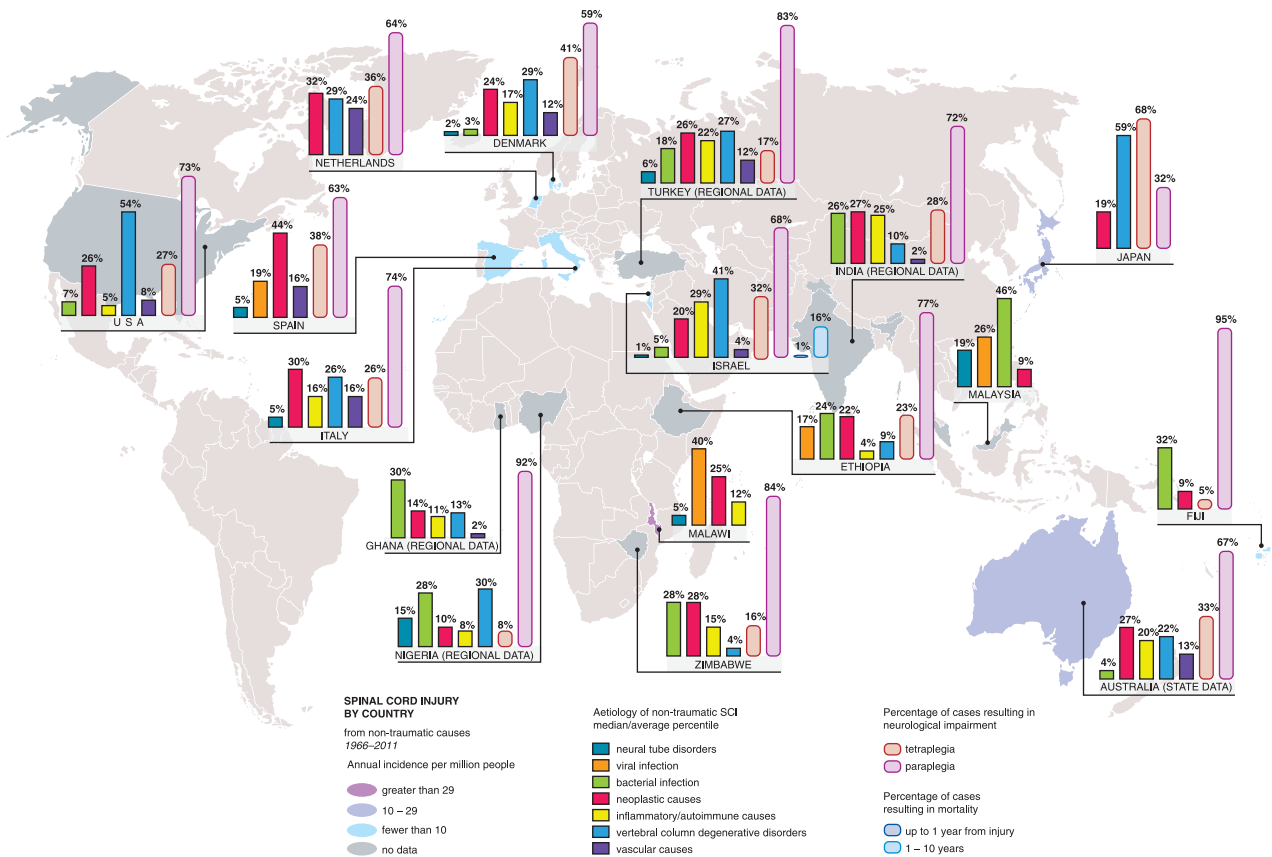 64%
32%
29%
24%
36%
NETHERLANDS
59%
2%
3%
24%
17%
29%
12%
41%
DENMARK
83%
6%
18%
26%
22%
27%
12%
17%
TURKEY (REGIONAL DATA)
72%
26%
27%
25%
10%
2%
28%
INDIA (REGIONAL DATA)
68%
59%
19%
32%
JAPAN
73%
7%
26%
5%
54%
8%
27%
U S A
63%
5%
19%
44%
16%
38%
SPAIN
74%
5%
30%
16%
26%
16%
26%
ITALY
68%
1%
5%
20%
29%
41%
4%
32%
1%
16%
ISRAEL
46%
19%
26%
9%
MALAYSIA
77%
17%
24%
22%
4%
9%
23%
ETHIOPIA
95%
32%
9%
5%
FIJI
30%
14%
11%
13%
2%
GHANA (REGIONAL DATA)
92%
15%
28%
10%
8%
30%
8%
NIGERIA (REGIONAL DATA)
5%
40%
25%
12%
MALAWI
84%
28%
28%
15%
4%
16%
ZIMBABWE
67%
4%
27%
20%
22%
13%
33%
AUSTRALIA (STATE DATA)
SPINAL CORD INJURY
BY COUNTRY
from non-traumatic causes
1966–2011
Annual incidence per million people
greater than 29
10 – 29
fewer than 10
no data
Aetiology of non-traumatic SCI
median/average percentile
neural tube disorders
viral infection
bacterial infection
neoplastic causes
inflammatory/autoimmune causes
vertebral column degenerative disorders
vascular causes
Percentage of cases resulting in
neurological impairment
tetraplegia
paraplegia
Percentage of cases
resulting in mortality
up to 1 year from injury
1 – 10 years